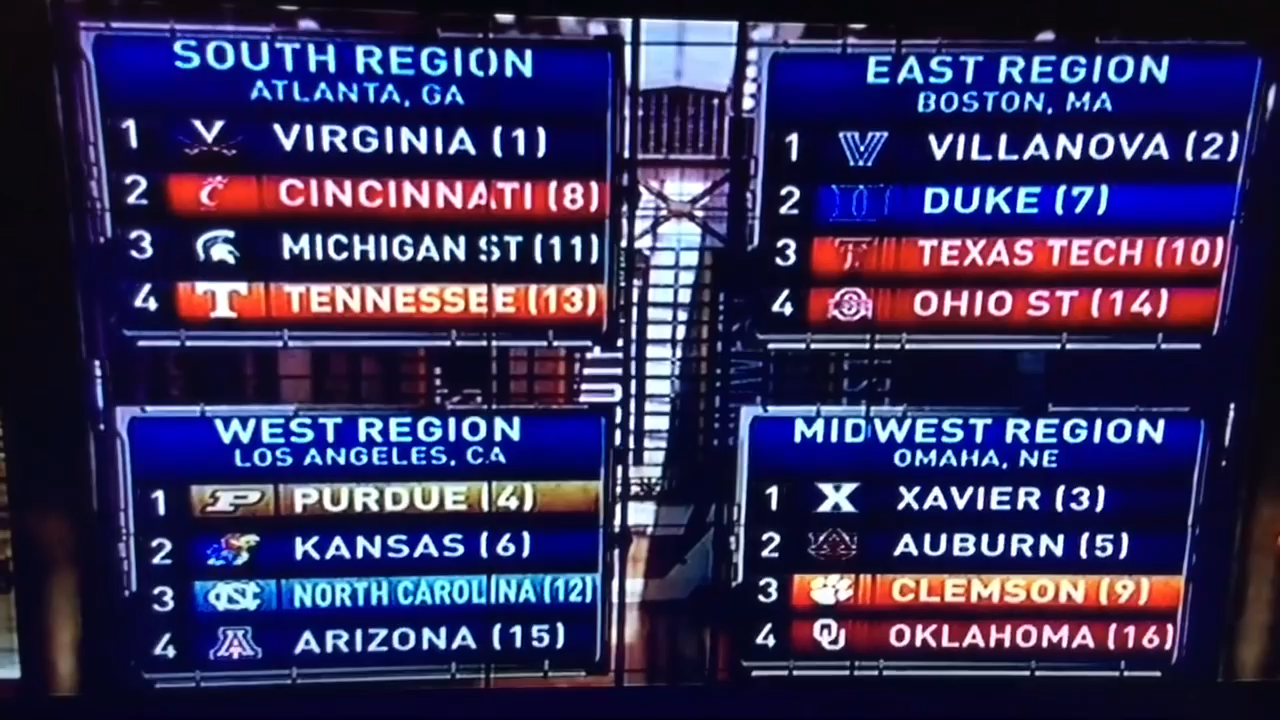 SOUTH REGION
ATLANTA, GA
1 VIRGINIA (1)
2 CINCINNATI (8)
3 MICHIGAN ST (11)
4 T TENNESSEE (13)
EAST REGION
BOSTON, MA
1 V VILLANOVA (2)
2 DUKE (7)
3 TEXAS TECH (10)
4 OHIO ST (14)
WEST REGION
LOS ANGELES, CA
1 P PURDUE (4)
2 KANSAS (6)
3 NC NORTH CAROLINA (12)
4 A ARIZONA (15)
MIDWEST REGION
OMAHA, NE
1 X XAVIER (3)
2 AUBURN (5)
3 CLEMSON (9)
4 OU OKLAHOMA (16)